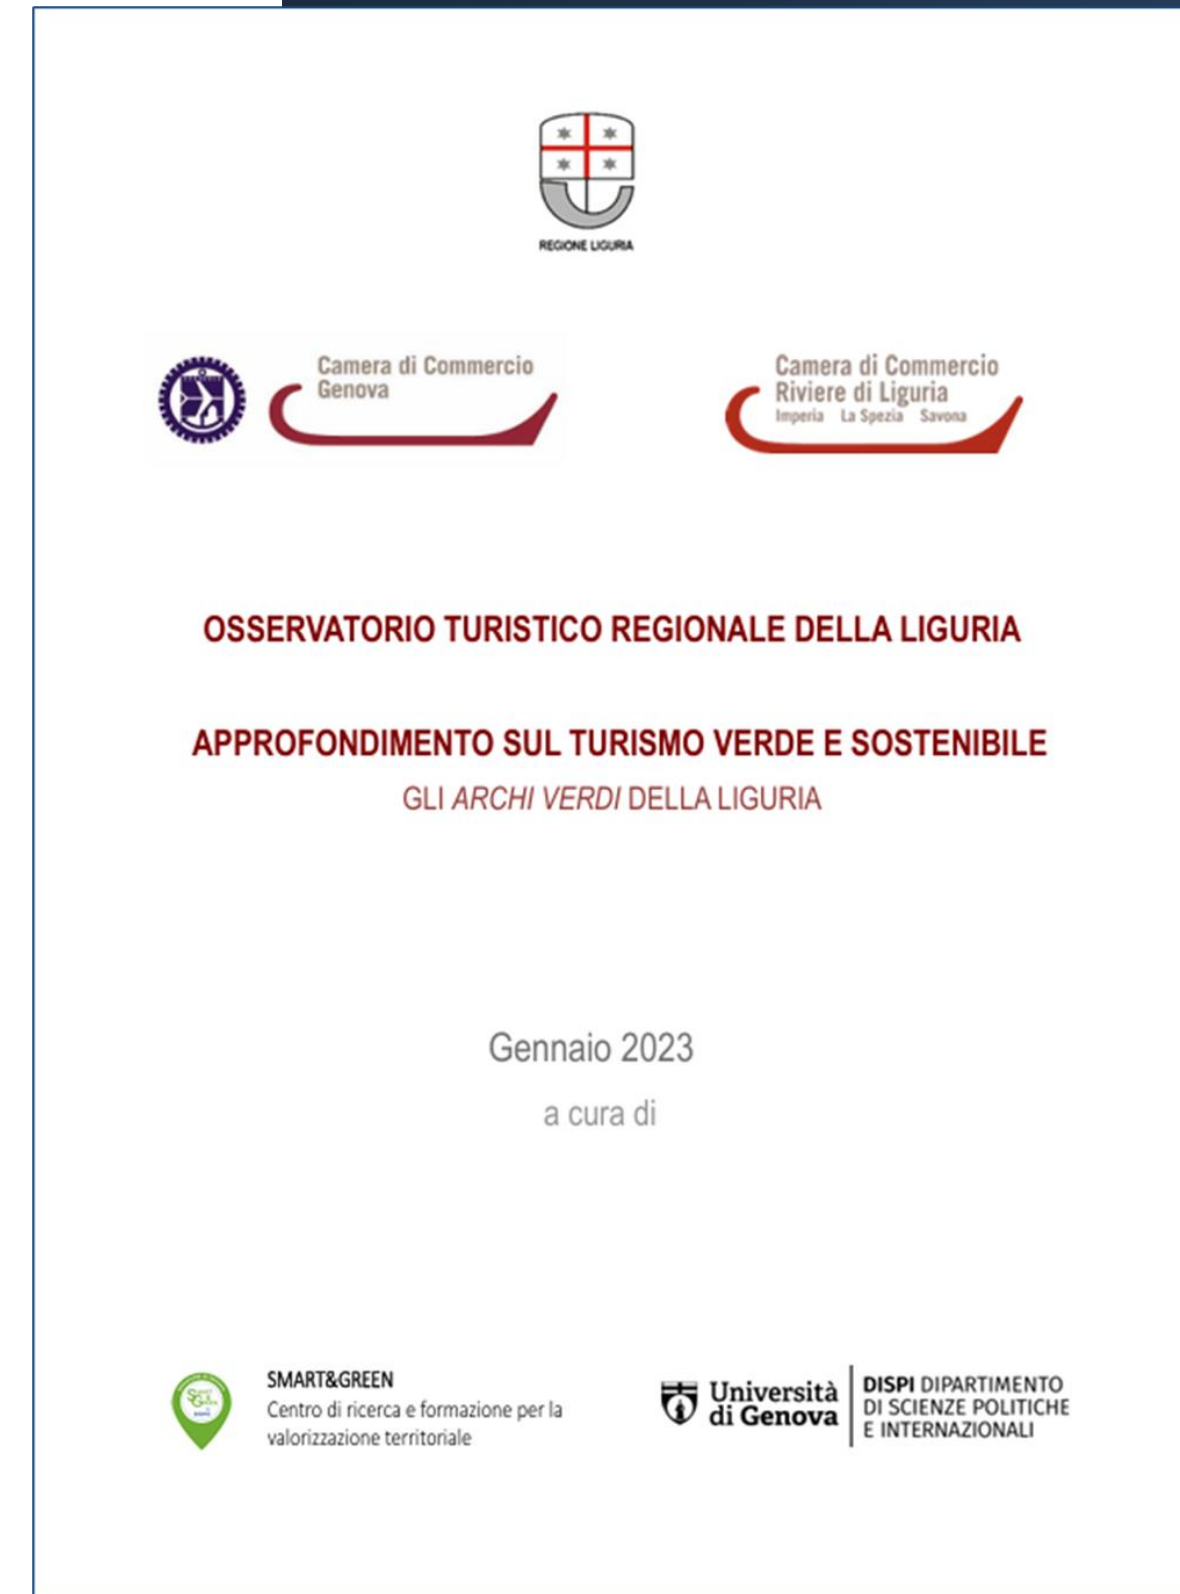 REGIONE LIGURIA
Camera di Commercio
Genova
Camera di Commercio
Riviere di Liguria
Imperia La Spezia Savona
OSSERVATORIO TURISTICO REGIONALE DELLA LIGURIA
APPROFONDIMENTO SUL TURISMO VERDE E SOSTENIBILE
GLI ARCHI VERDI DELLA LIGURIA
Gennaio 2023
a cura di
SMART&GREEN
Centro di ricerca e formazione per la
valorizzazione territoriale
Università
di Genova
DISPI DIPARTIMENTO
DI SCIENZE POLITICHE
E INTERNAZIONALI